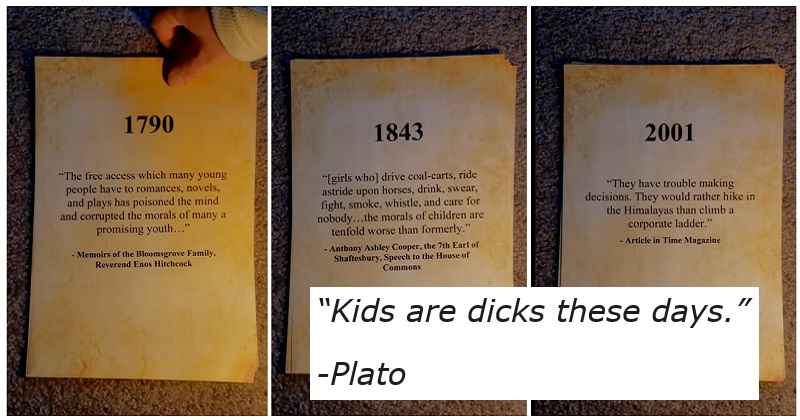 1790
“The free access which many young
people have to romances, novels,
and plays has poisoned the mind
and corrupted the morals of many a
promising youth…”
- Memoirs of the Bloomsgrove Family,
Reverend Enos Hitchcock
1843
“[girls who] drive coal-carts, ride
astride upon horses, drink, swear,
fight, smoke, whistle, and care for
nobody…the morals of children are
tenfold worse than formerly.”
- Anthony Ashley Cooper, the 7th Earl of
Shaftesbury, Speech to the House of
Commons
2001
“They have trouble making
decisions. They would rather hike in
the Himalayas than climb a
corporate ladder.”
- Article in Time Magazine
“Kids are dicks these days.”
-Plato